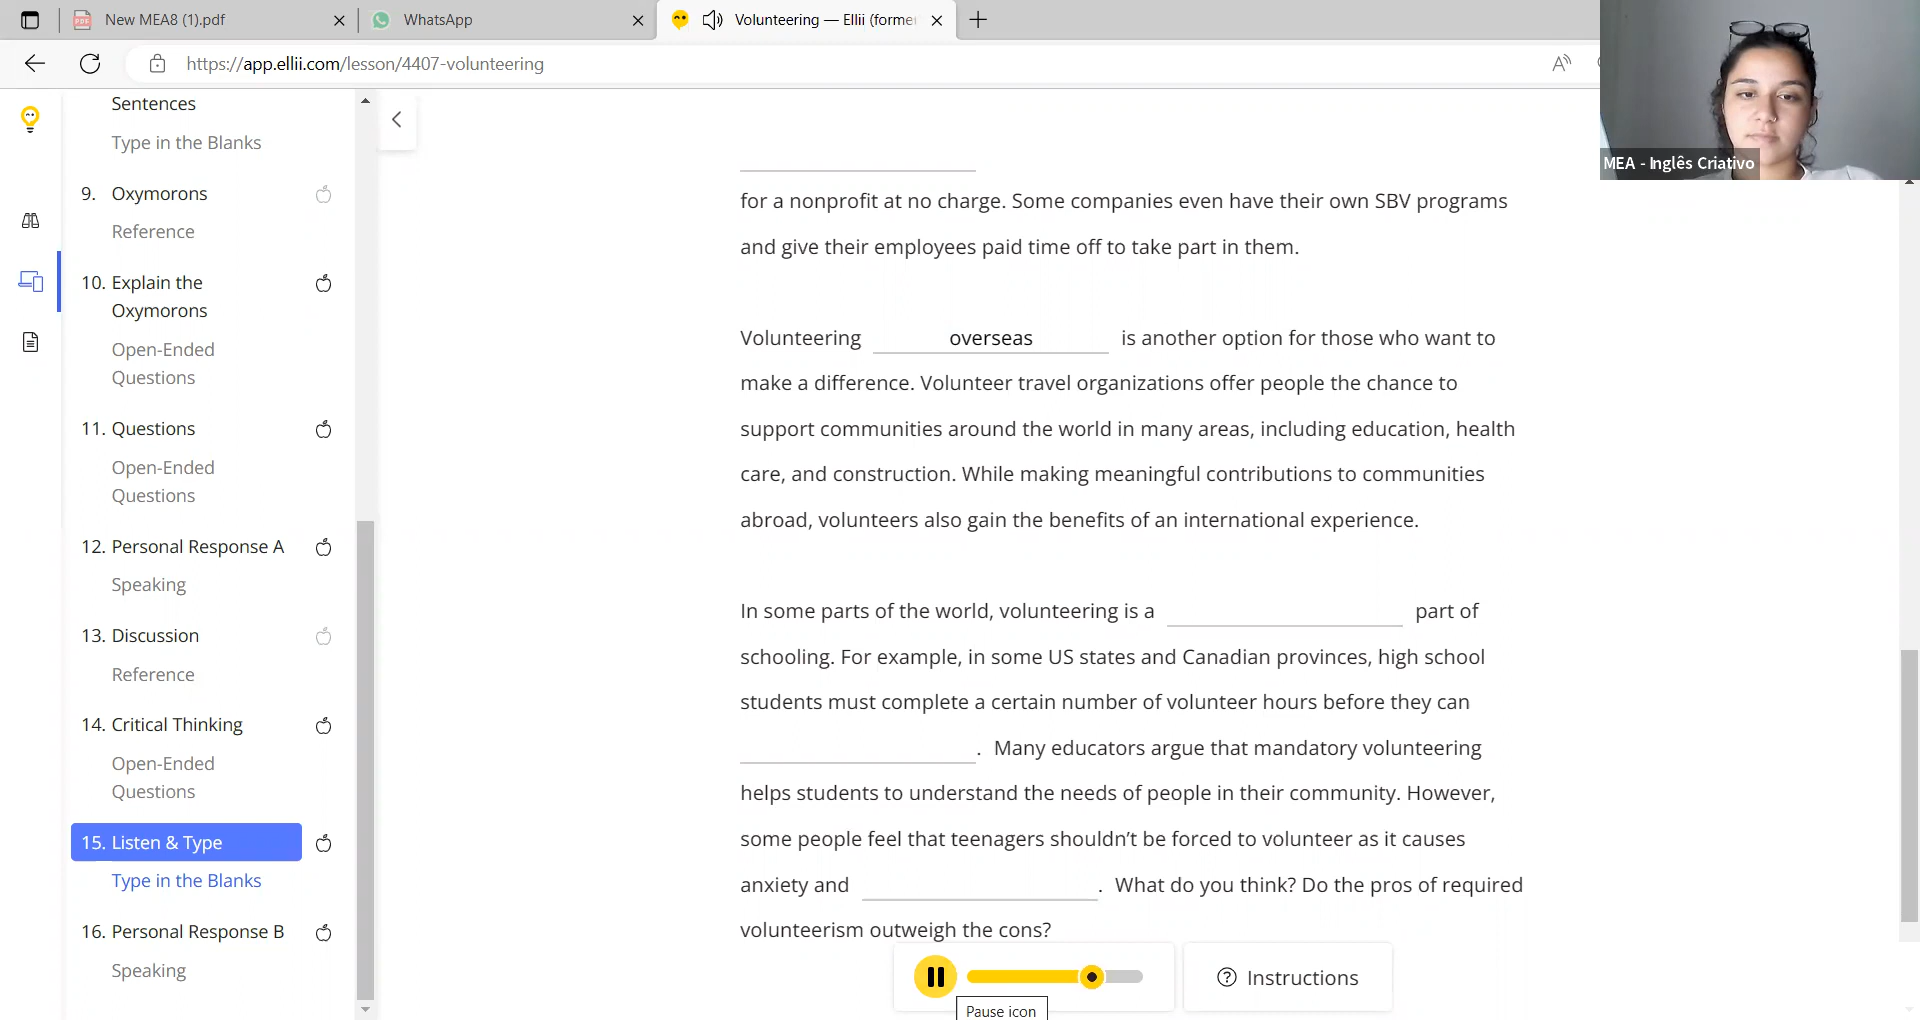 New MEA8 (1).pdf
WhatsApp
Volunteering — Ellii (forme
https://app.ellii.com/lesson/4407-volunteering
MEA - Inglês Criativo
Sentences
Type in the Blanks
9. Oxymorons
Reference
10. Explain the
Oxymorons
Open-Ended
Questions
11. Questions
Open-Ended
Questions
12. Personal Response A
Speaking
13. Discussion
Reference
14. Critical Thinking
Open-Ended
Questions
15. Listen & Type
Type in the Blanks
16. Personal Response B
Speaking
for a nonprofit at no charge. Some companies even have their own SBV programs
and give their employees paid time off to take part in them.
Volunteering overseas is another option for those who want to
make a difference. Volunteer travel organizations offer people the chance to
support communities around the world in many areas, including education, health
care, and construction. While making meaningful contributions to communities
abroad, volunteers also gain the benefits of an international experience.
In some parts of the world, volunteering is a part of
schooling. For example, in some US states and Canadian provinces, high school
students must complete a certain number of volunteer hours before they can
. Many educators argue that mandatory volunteering
helps students to understand the needs of people in their community. However,
some people feel that teenagers shouldn't be forced to volunteer as it causes
anxiety and . What do you think? Do the pros of required
volunteerism outweigh the cons?
Instructions
Pause icon